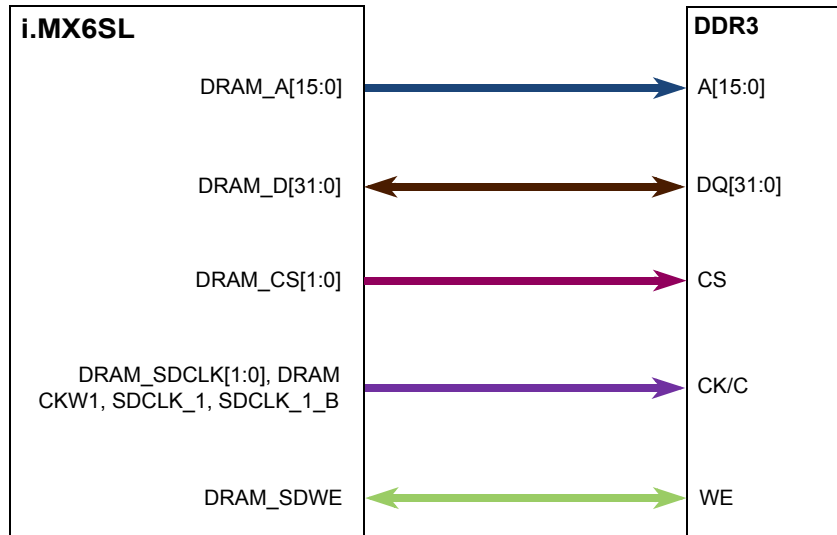 i.MX6SL
DDR3
DRAM_A[15:0]
A[15:0]
DRAM_D[31:0]
DQ[31:0]
DRAM_CS[1:0]
CS
DRAM_SDCLK[1:0], DRAM
CKW1, SDCLK_1, SDCLK_1_B
CK/C
DRAM_SDWE
WE